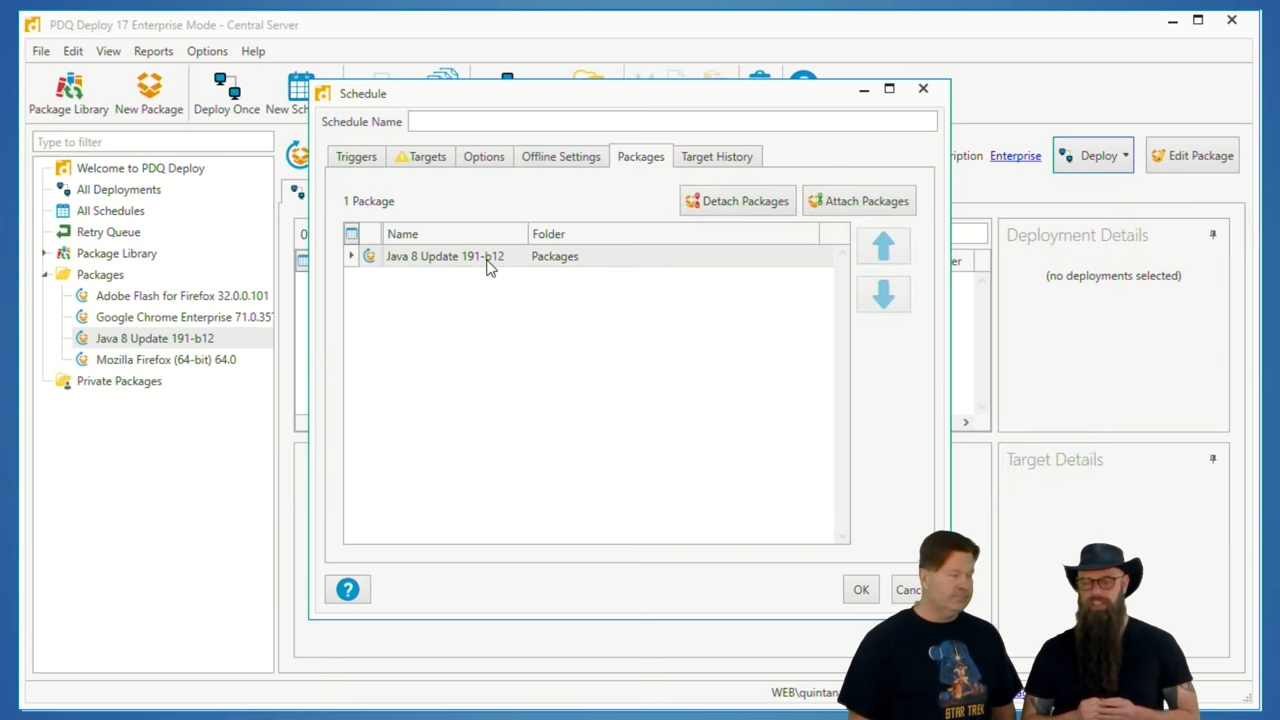 PDQ Deploy 17 Enterprise Mode - Central Server
File Edit View Reports Options Help
Package Library
New Package
Deploy Once
New Sch
Type to filter
Welcome to PDQ Deploy
All Deployments
All Schedules
Retry Queue
Package Library
Packages
Adobe Flash for Firefox 32.0.0.101
Google Chrome Enterprise 71.0.35
Java 8 Update 191-b12
Mozilla Firefox (64-bit) 64.0
Private Packages
Schedule
Schedule Name
Triggers Targets Options Offline Settings Packages Target History
1 Package
Detach Packages
Attach Packages
Name Folder
Java 8 Update 191-b12 Packages
?
OK
Canc
ription Enterprise
Deploy
Edit Package
0
er
Deployment Details
(no deployments selected)
Target Details
WEB\quintan
STAR TREK